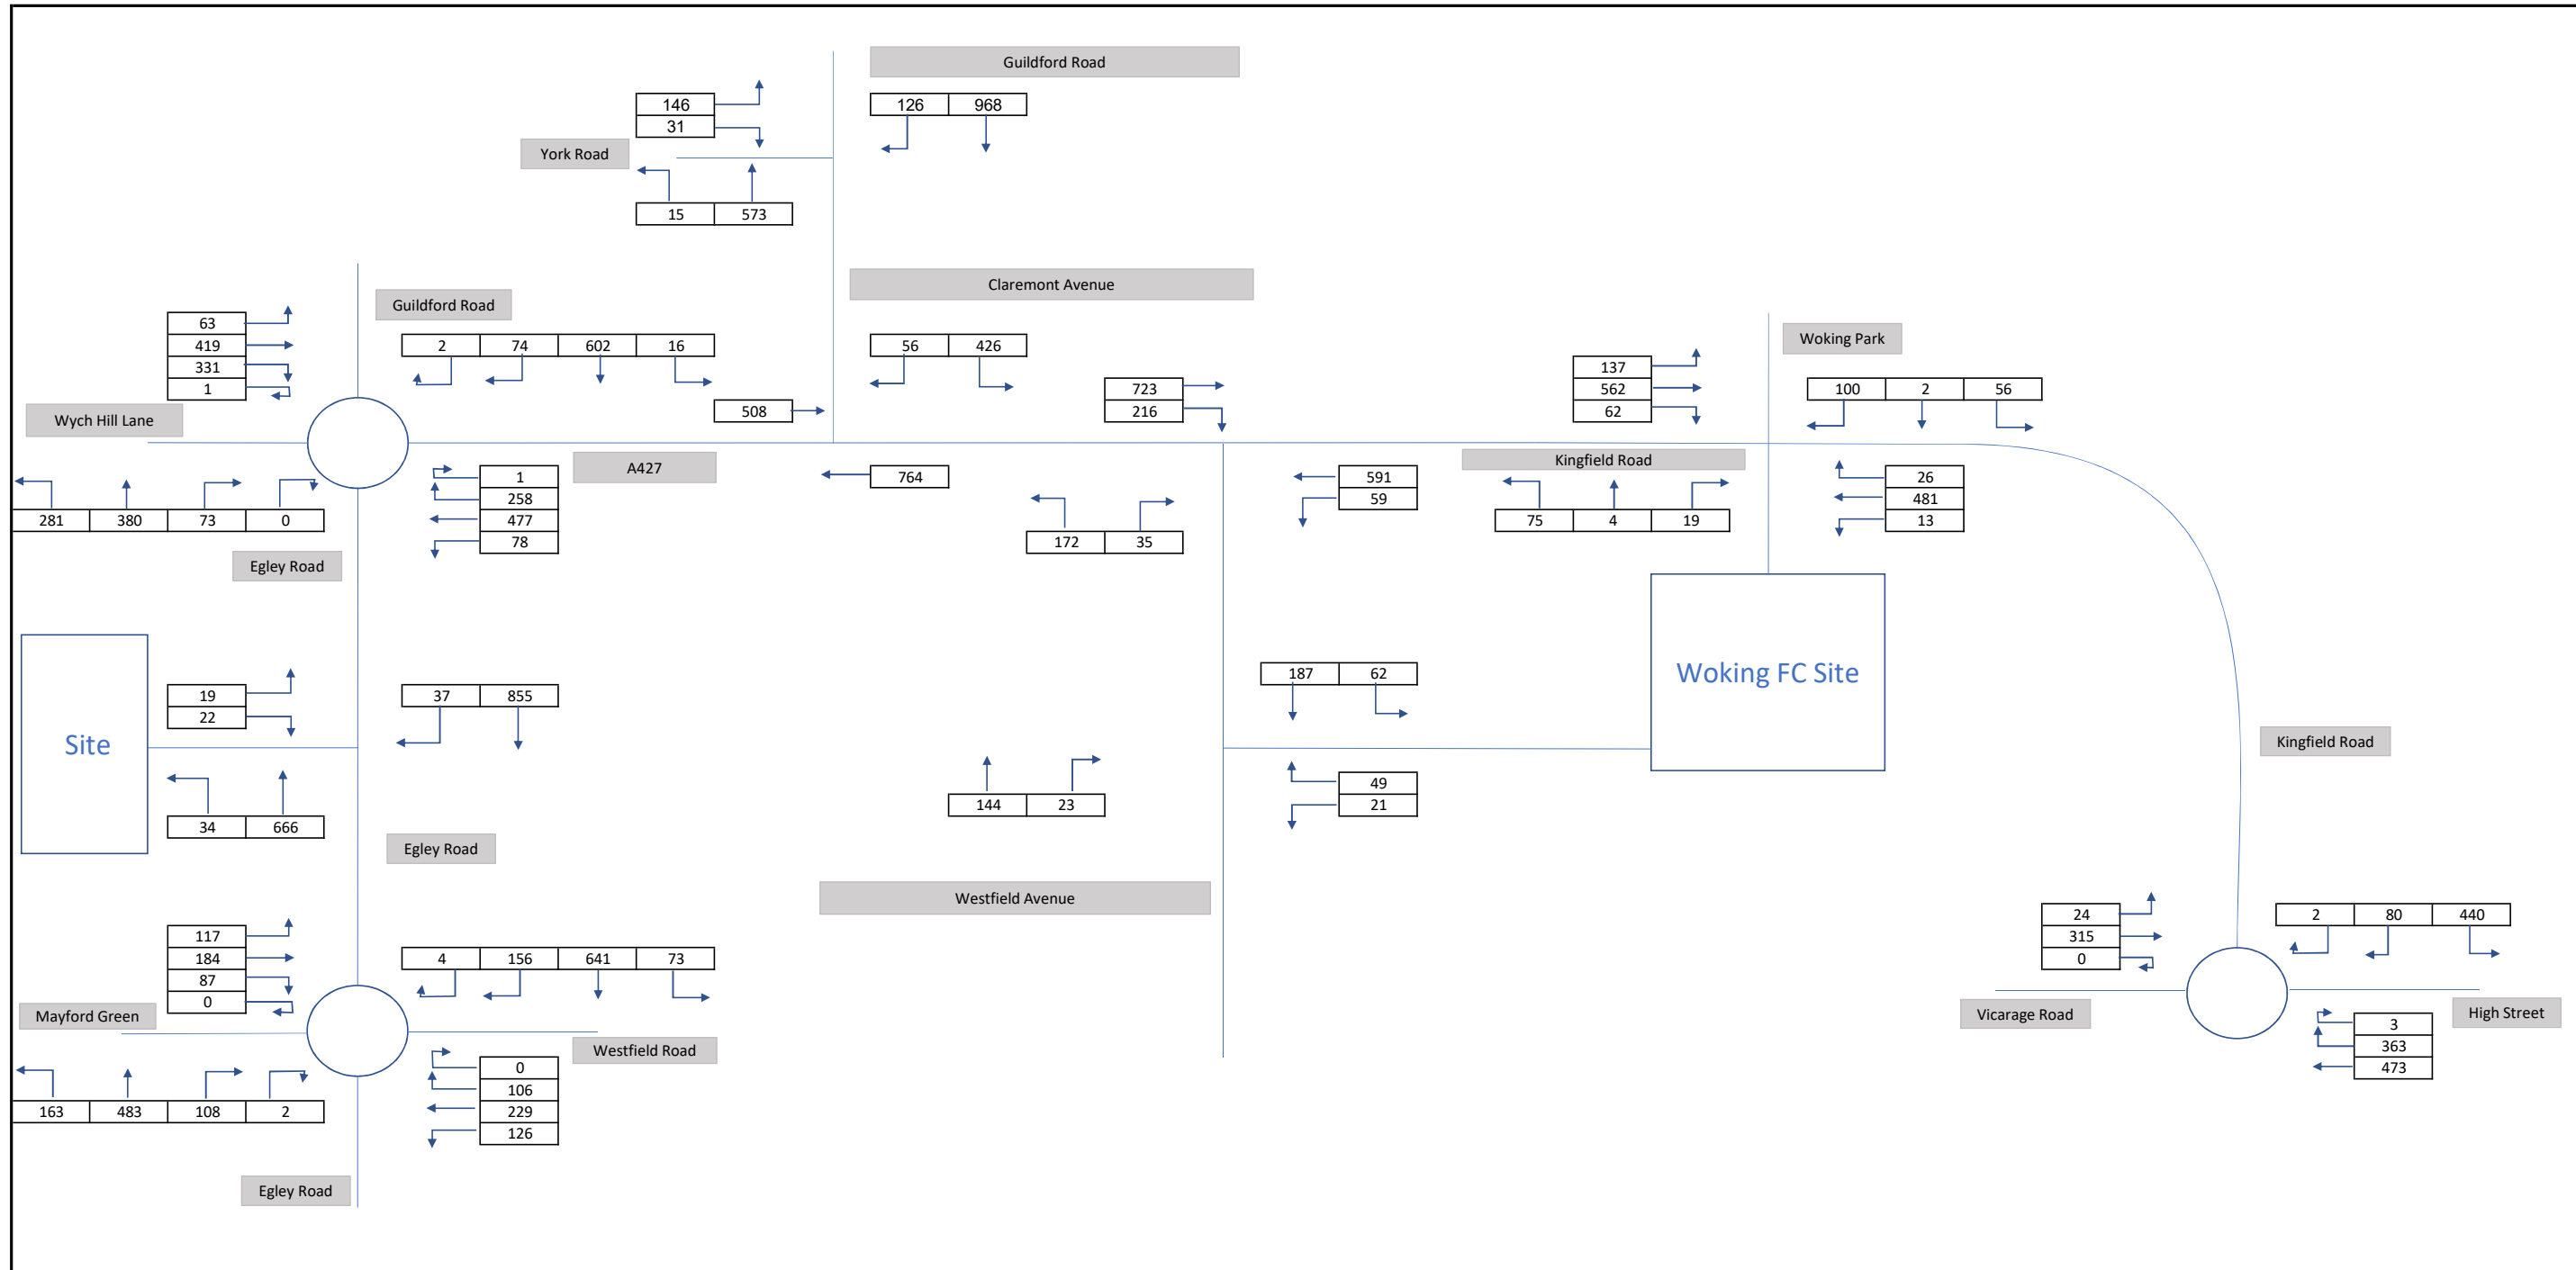 Guildford Road
146
31
126 968
York Road
15 573
Claremont Avenue
Guildford Road
63
419
331
1
2 74 602 16
56 426
508
723
216
137
562
62
Woking Park
100 2 56
Wych Hill Lane
A427
764
Kingfield Road
281 380 73 0
1
258
477
78
172 35
591
59
75 4 19
26
481
13
Egley Road
Site
19
22
37 855
34 666
187 62
Woking FC Site
144 23
49
21
Kingfield Road
Egley Road
Westfield Avenue
117
184
87
0
4 156 641 73
24
315
0
2 80 440
Mayford Green
Westfield Road
Vicarage Road
High Street
163 483 108 2
0
106
229
126
3
363
473
Egley Road